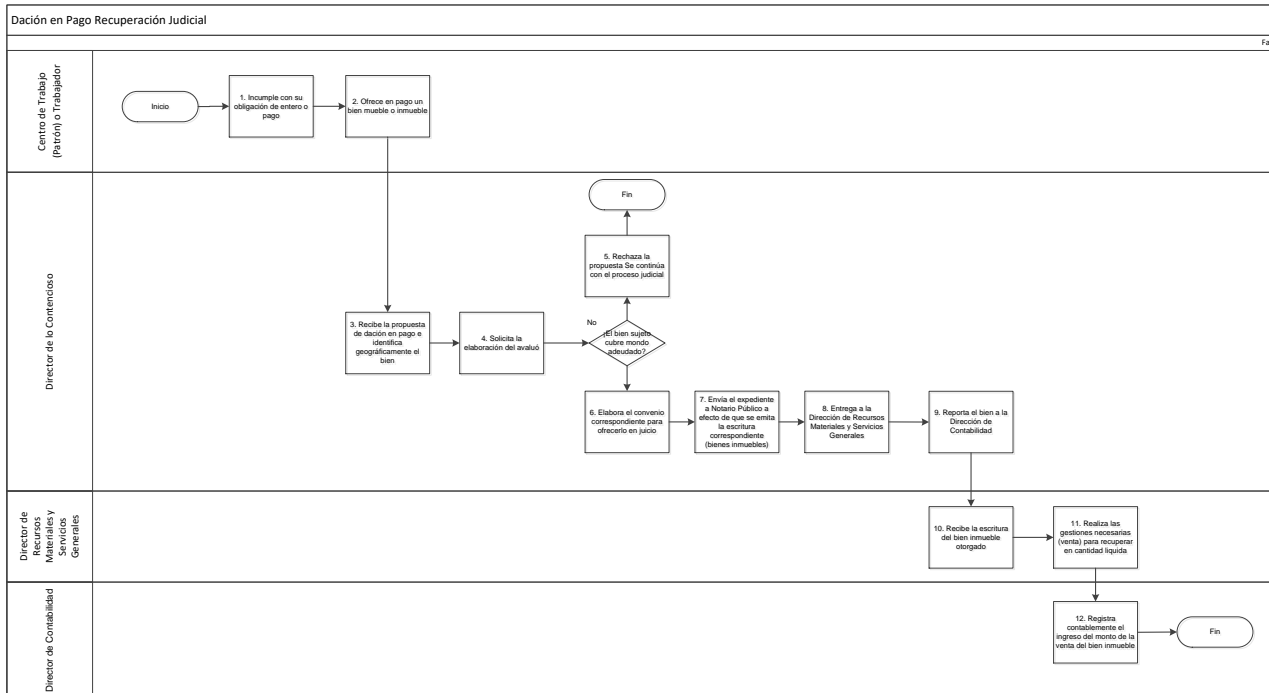 Dación en Pago Recuperación Judicial
Fa
Centro de Trabajo
(Patrón) o Trabajador
Inicio
1. Incumple con su
obligación de entero o
pago
2. Ofrece en pago un
bien mueble o inmueble
Director de lo Contencioso
Fin
5. Rechaza la
propuesta Se continúa
con el proceso judicial
3. Recibe la propuesta
de dación en pago e
identifica
geográficamente el
bien
4. Solicita la
elaboración del avaluó
No
¡El bien sujeto
cubre mondo
adeudado?
6. Elabora el convenio
correspondiente para
ofrecerlo en juicio
7. Envía el expediente
a Notario Público a
efecto de que se emita
la escritura
correspondiente
(bienes inmuebles)
8. Entrega a la
Dirección de Recursos
Materiales y Servicios
Generales
9. Reporta el bien a la
Dirección de
Contabilidad
Director de
Recursos
Materiales y
Servicios
Generales
10. Recibe la escritura
del bien inmueble
otorgado
11. Realiza las
gestiones necesarias
(venta) para recuperar
en cantidad liquida
Director de Contabilidad
12. Registra
contablemente el
ingreso del monto de la
venta del bien inmueble
Fin